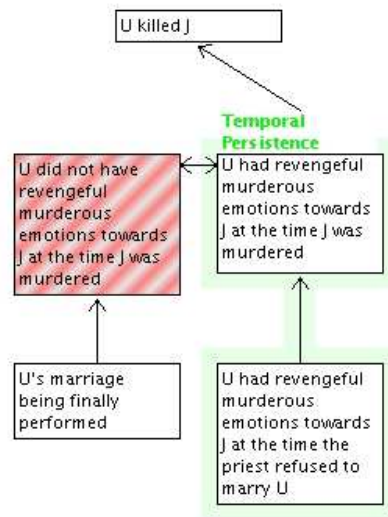 U killed J
Temporal
Persistence
U did not have
revengeful
murderous
emotions towards
J at the time J was
murdered
U had revengeful
murderous
emotions towards
J at the time J was
murdered
U's marriage
being finally
performed
U had revengeful
murderous
emotions towards
J at the time the
priest refused to
marry U